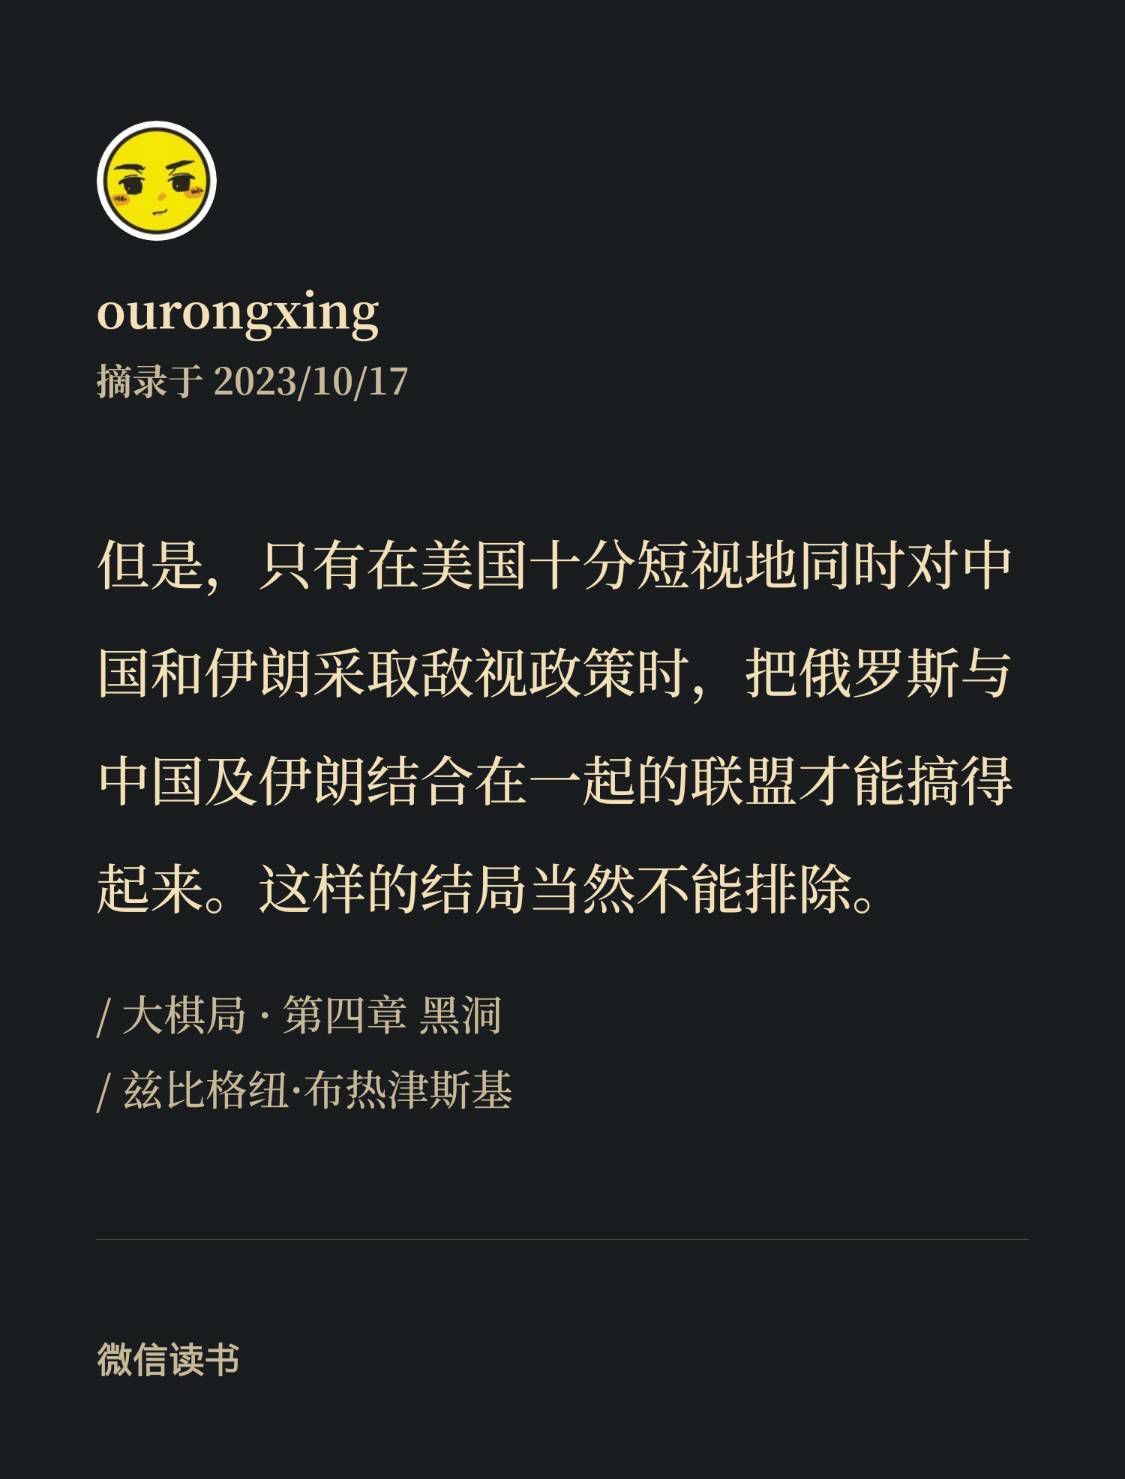 ourongxing
摘录于 2023/10/17
但是，只有在美国十分短视地同时对中
国和伊朗采取敌视政策时，把俄罗斯与
中国及伊朗结合在一起的联盟才能搞得
起来。这样的结局当然不能排除。
/ 大棋局 · 第四章 黑洞
/ 兹比格纽·布热津斯基
微信读书